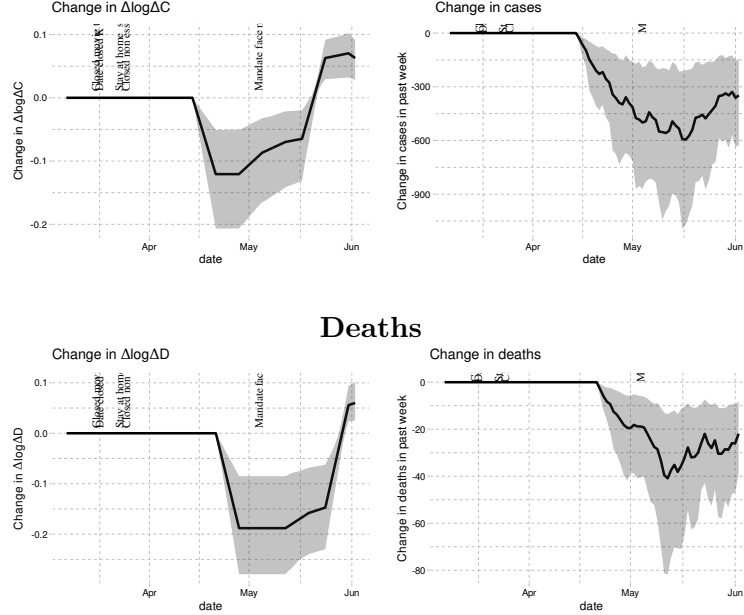 Change in ΔlogΔC
Change in cases
Change in ΔlogΔC
0.1
0.0
-0.1
-0.2
Stay at home
Closed non ess
Mandate face n
Apr
May
Jun
date
Change in cases in past week
0
-300
-600
-900
M
Apr
May
Jun
date
Deaths
Change in ΔlogΔD
Change in deaths
Change in ΔlogΔD
0.1
0.0
-0.1
-0.2
Stay at hom
Closed non
Mandate fac
Apr
May
Jun
date
Change in deaths in past week
0
-20
-40
-60
-80
M
Apr
May
Jun
date